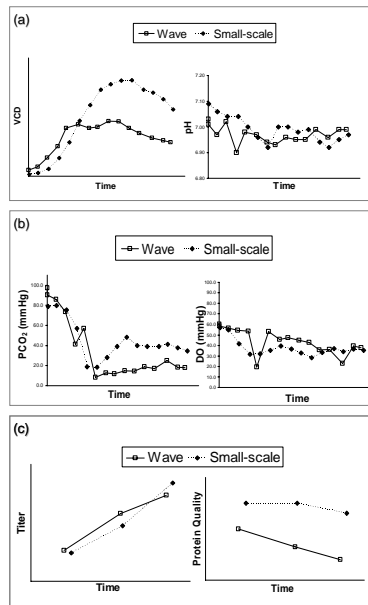 (a)
Wave Small-scale
VCD
Time
pH
7.20
7.00
6.90
6.80
Time
(b)
Wave Small-scale
PCO2 (mmHg)
100.0
80.0
60.0
40.0
20.0
0.0
Time
DO (mmHg)
100.0
90.0
80.0
70.0
60.0
50.0
40.0
30.0
20.0
10.0
0.0
Time
(c)
Wave Small-scale
Titer
Time
Protein Quality
Time